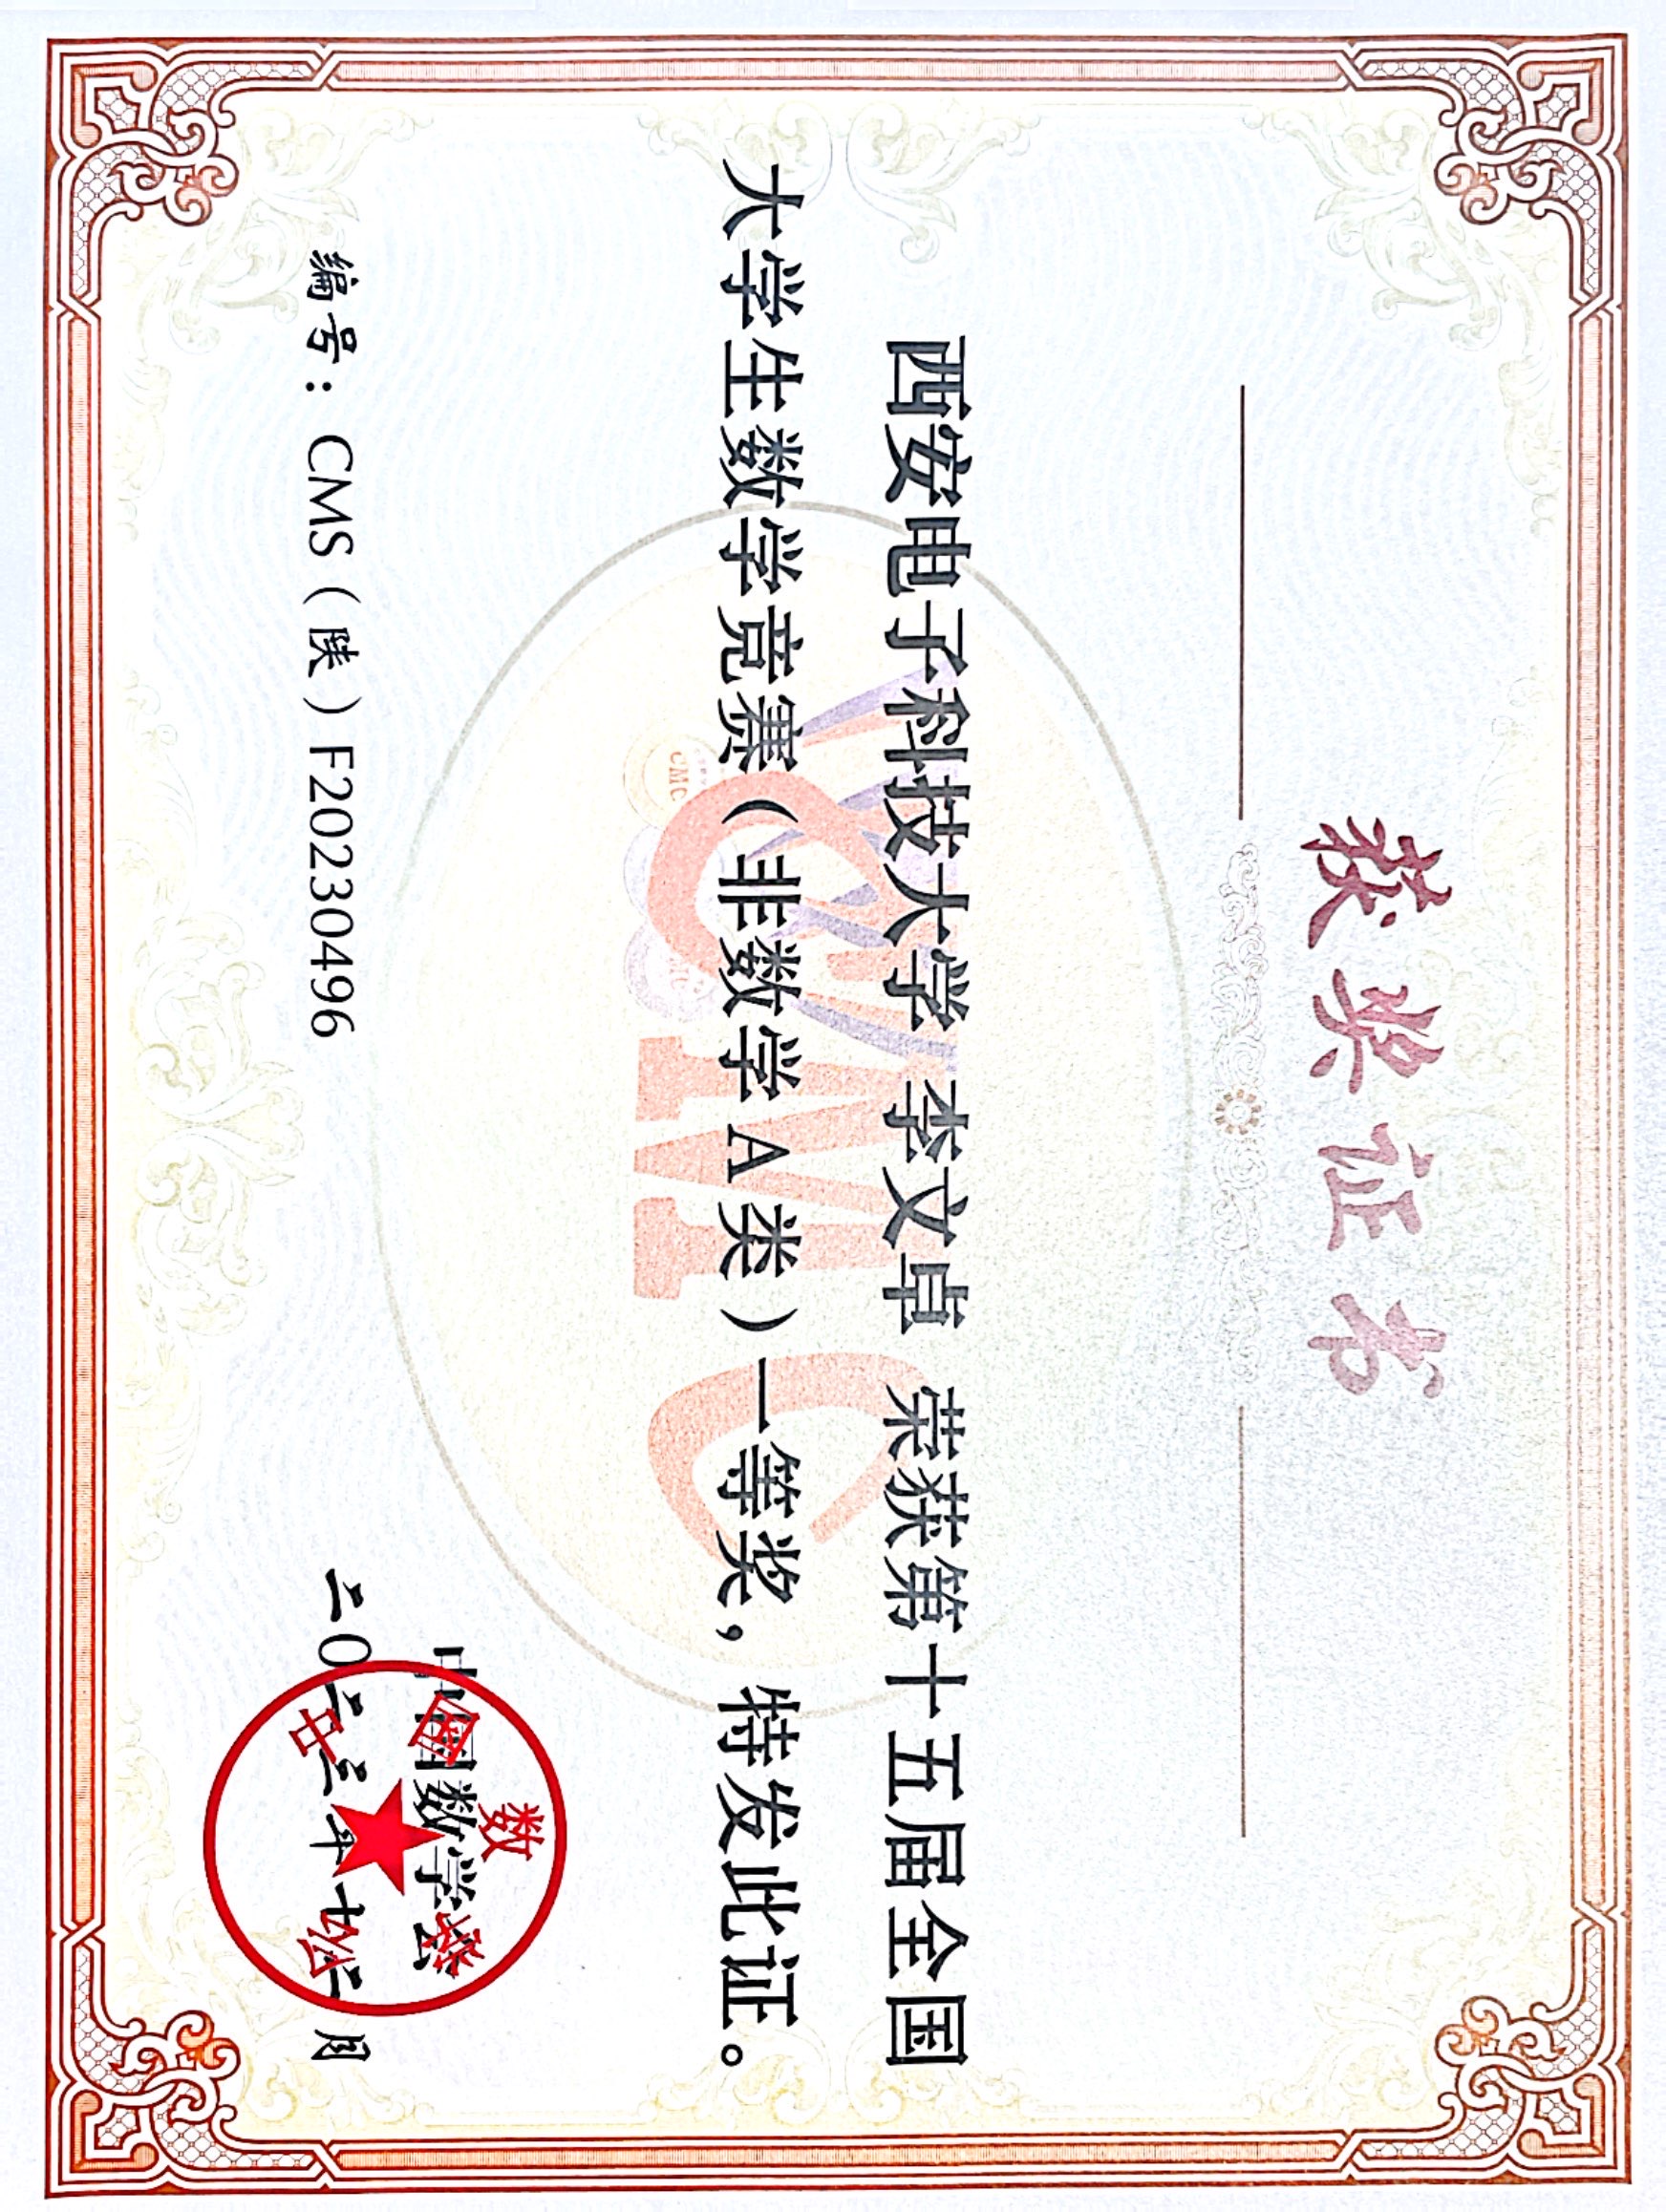 获奖证书
西安电子科技大学 李文卓 荣获第十五届全国
大学生数学竞赛（非数学A类）一等奖，特发此证。
CMC
CMC
MC
中国数学会
中国数学会
二〇二三年十二月
编号：CMS（陕）F20230496